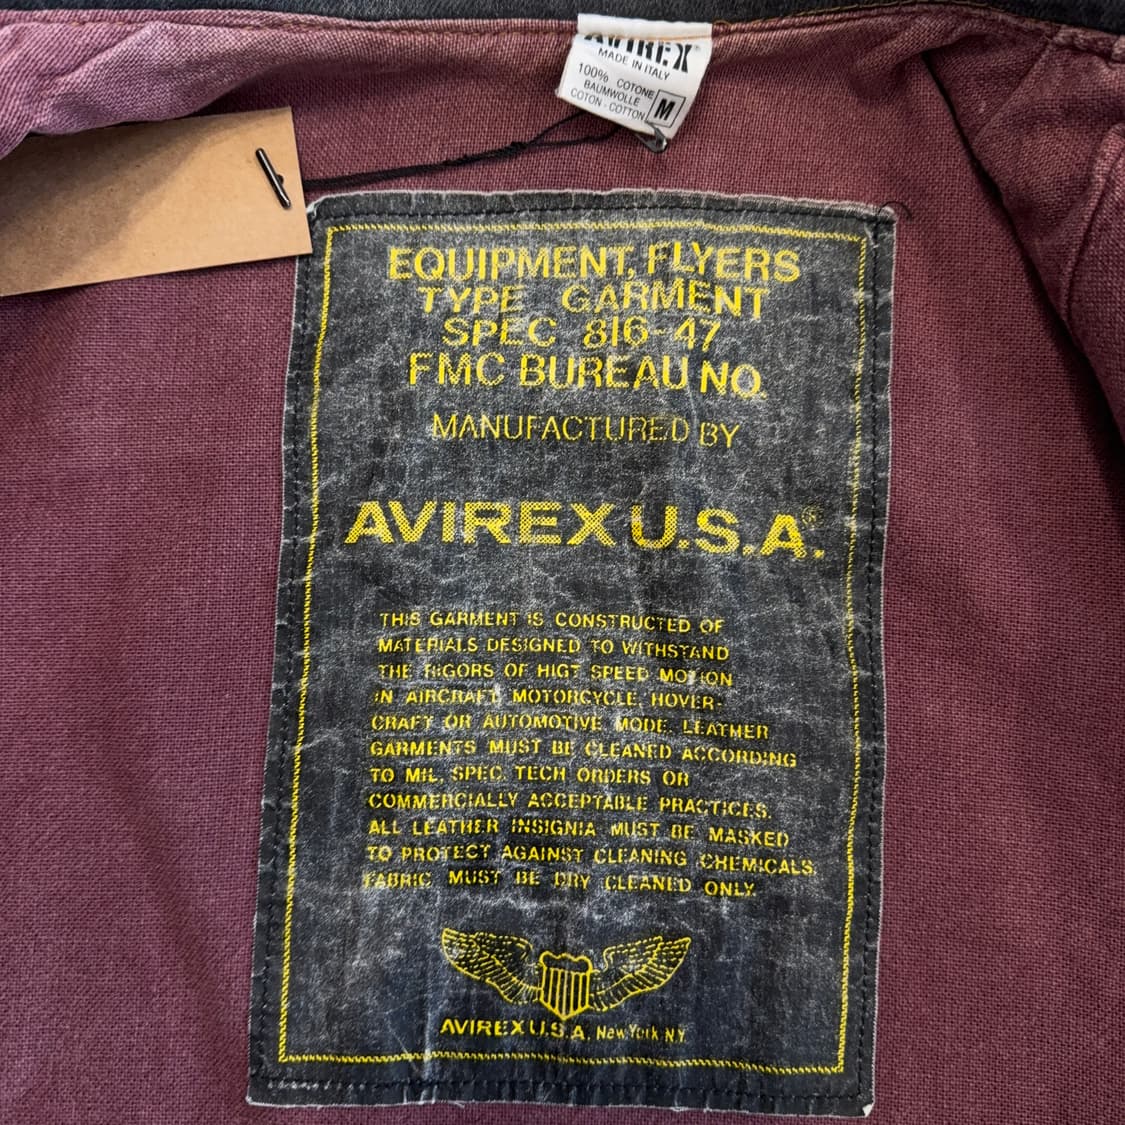 AVIREX
MADE IN ITALY
100% COTONE
BAUMWOLLE
COTON - COTTON
M
EQUIPMENT, FLYERS
TYPE GARMENT
SPEC 816-47
FMC BUREAU NO.
MANUFACTURED BY
AVIREX U.S.A.®
THIS GARMENT IS CONSTRUCTED OF
MATERIALS DESIGNED TO WITHSTAND
THE RIGORS OF HIGT SPEED MOTION
IN AIRCRAFT, MOTORCYCLE, HOVER-
CRAFT OR AUTOMOTIVE MODE. LEATHER
GARMENTS MUST BE CLEANED ACCORDING
TO MIL. SPEC. TECH ORDERS OR
COMMERCIALLY ACCEPTABLE PRACTICES.
ALL LEATHER INSIGNIA MUST BE MASKED
TO PROTECT AGAINST CLEANING CHEMICALS.
FABRIC MUST BE DRY CLEANED ONLY.
AVIREX U.S.A. New York N.Y.